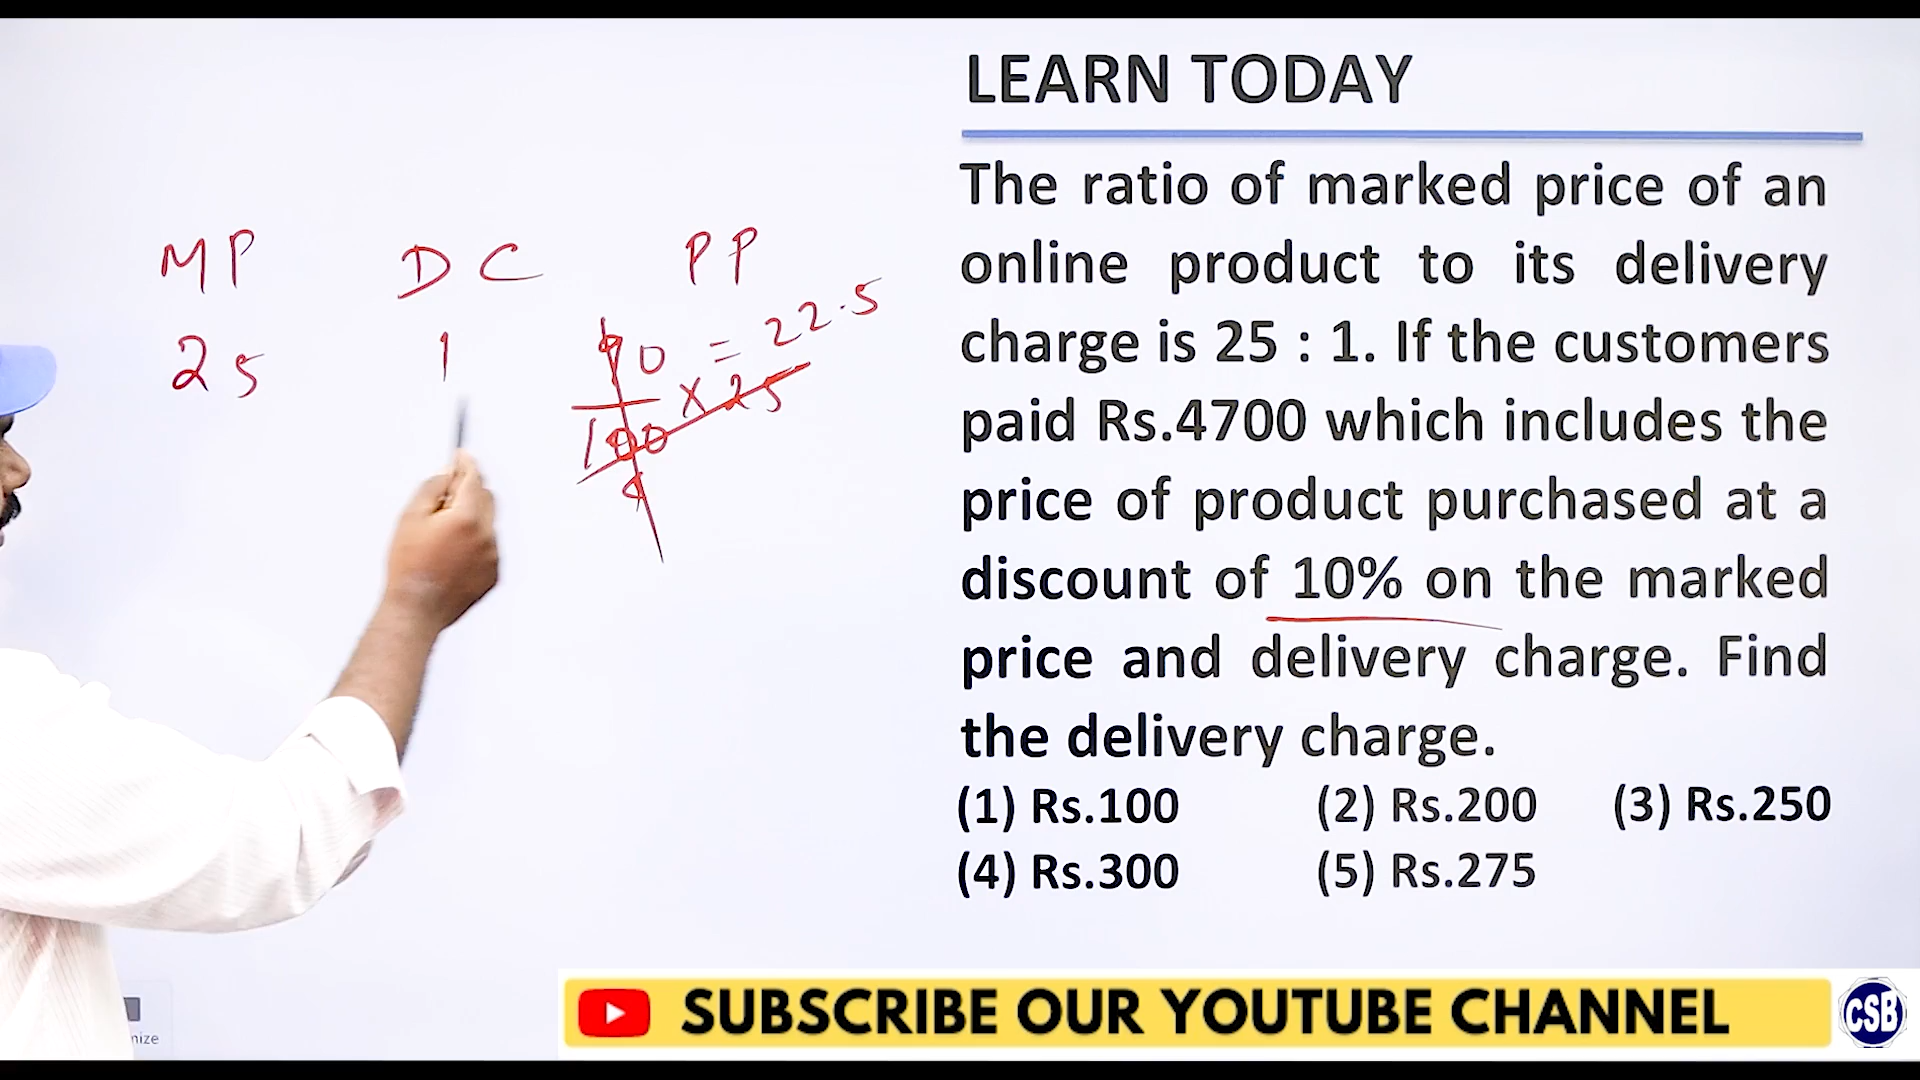 LEARN TODAY
The ratio of marked price of an
online product to its delivery
charge is 25 : 1. If the customers
paid Rs.4700 which includes the
price of product purchased at a
discount of 10% on the marked
price and delivery charge. Find
the delivery charge.
(1) Rs.100 (2) Rs.200 (3) Rs.250
(4) Rs.300 (5) Rs.275
MP DC PP
25 1 90 = 22.5
100 × 25
SUBSCRIBE OUR YOUTUBE CHANNEL
CSB